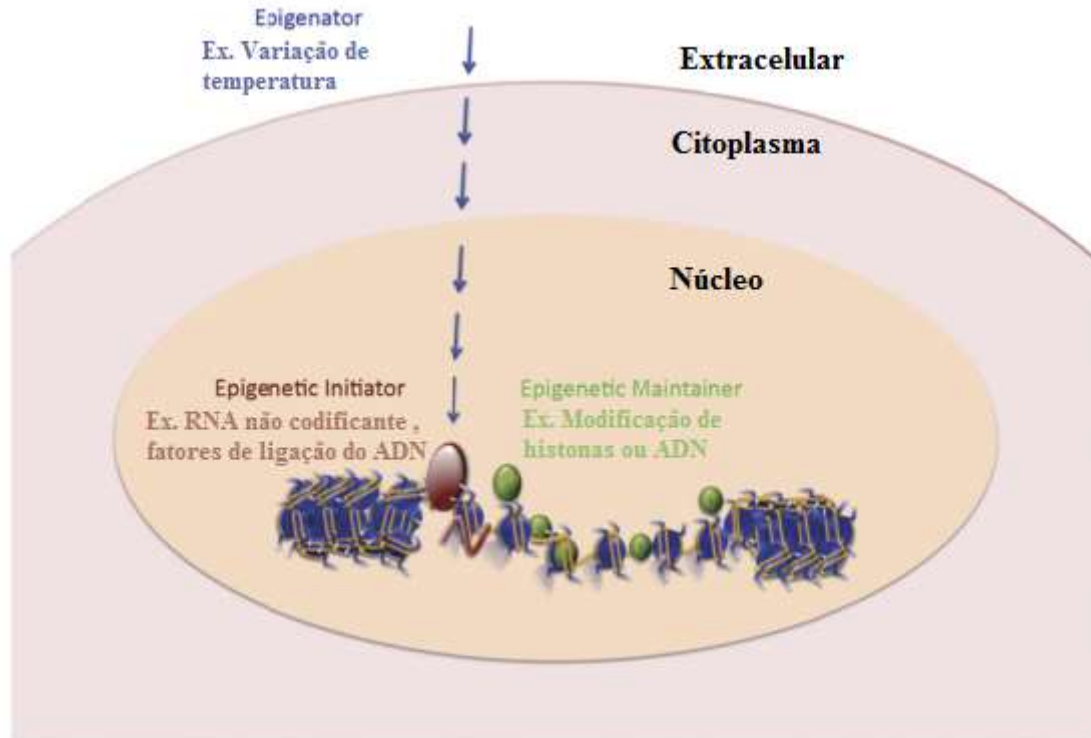 Epigenator
Ex. Variação de
temperatura
Extracelular
Citoplasma
Núcleo
Epigenetic Initiator
Ex. RNA não codificante ,
fatores de ligação do ADN
Epigenetic Maintainer
Ex. Modificação de
histonas ou ADN